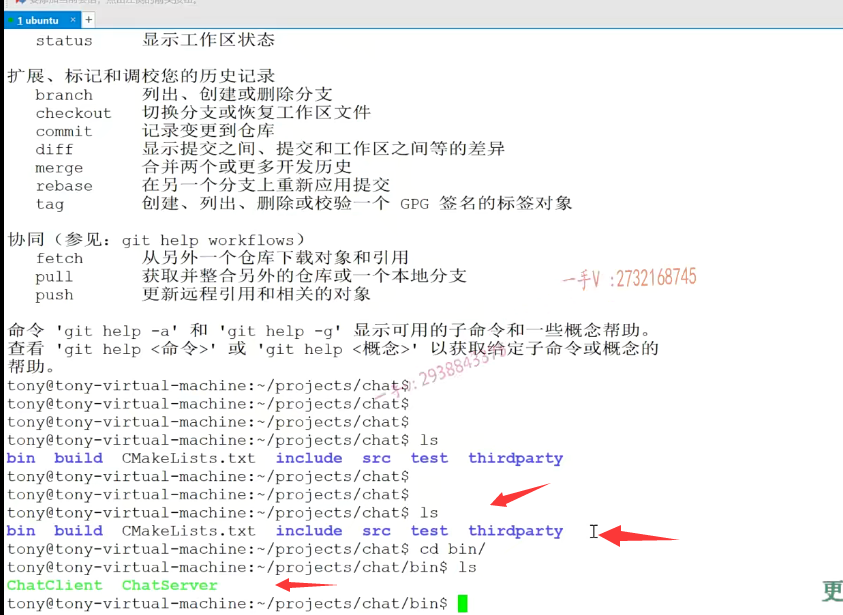 1 ubuntu × +
status 显示工作区状态
扩展、标记和调校您的历史记录
branch 列出、创建或删除分支
checkout 切换分支或恢复工作区文件
commit 记录变更到仓库
diff 显示提交之间、提交和工作区之间等的差异
merge 合并两个或更多开发历史
rebase 在另一个分支上重新应用提交
tag 创建、列出、删除或校验一个 GPG 签名的标签对象
协同（参见：git help workflows）
fetch 从另外一个仓库下载对象和引用
pull 获取并整合另外的仓库或一个本地分支
一手V :2732168745
push 更新远程引用和相关的对象
命令 'git help -a' 和 'git help -g' 显示可用的子命令和一些概念帮助。
查看 'git help <命令>' 或 'git help <概念>' 以获取给定子命令或概念的
帮助。
tony@tony-virtual-machine:~/projects/chat$
tony@tony-virtual-machine:~/projects/chat$
tony@tony-virtual-machine:~/projects/chat$
tony@tony-virtual-machine:~/projects/chat$ ls
bin build CMakeLists.txt include src test thirdparty
tony@tony-virtual-machine:~/projects/chat$
tony@tony-virtual-machine:~/projects/chat$
tony@tony-virtual-machine:~/projects/chat$ ls
bin build CMakeLists.txt include src test thirdparty
tony@tony-virtual-machine:~/projects/chat$ cd bin/
tony@tony-virtual-machine:~/projects/chat/bin$ ls
ChatClient ChatServer
更
tony@tony-virtual-machine:~/projects/chat/bin$